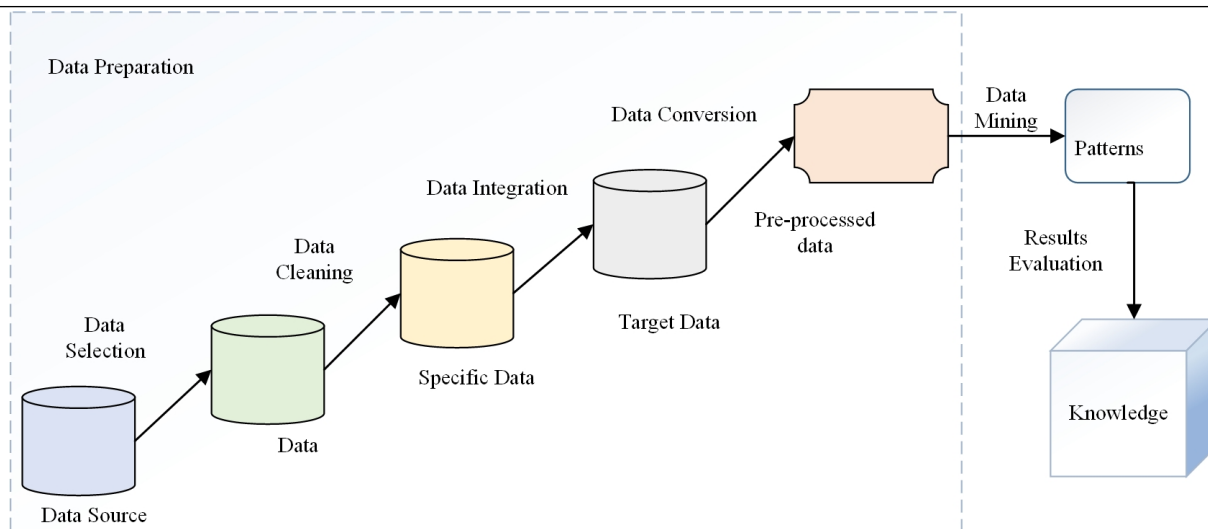 Data Preparation
Data
Mining
Data Conversion
Patterns
Data Integration
Pre-processed
data
Results
Evaluation
Data
Cleaning
Target Data
Data
Selection
Specific Data
Knowledge
Data
Data Source